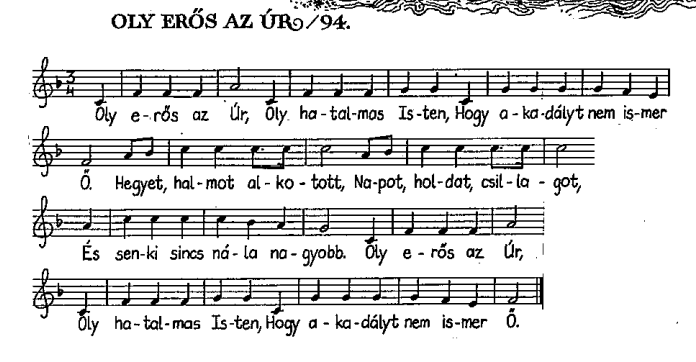 OLY ERŐS AZ ÚR /94.
3
4
Oly e-rős az Úr, Oly ha-tal-mas Is-ten, Hogy a-ka-dályt nem is-mer
Ő. Hegyet, hal-mot al-ko-tott, Na-pot, hol-dat, csil-la-got,
És sen-ki sincs ná-la na-gyobb. Oly e-rős az Úr,
Oly ha-tal-mas Is-ten, Hogy a-ka-dályt nem is-mer Ő.